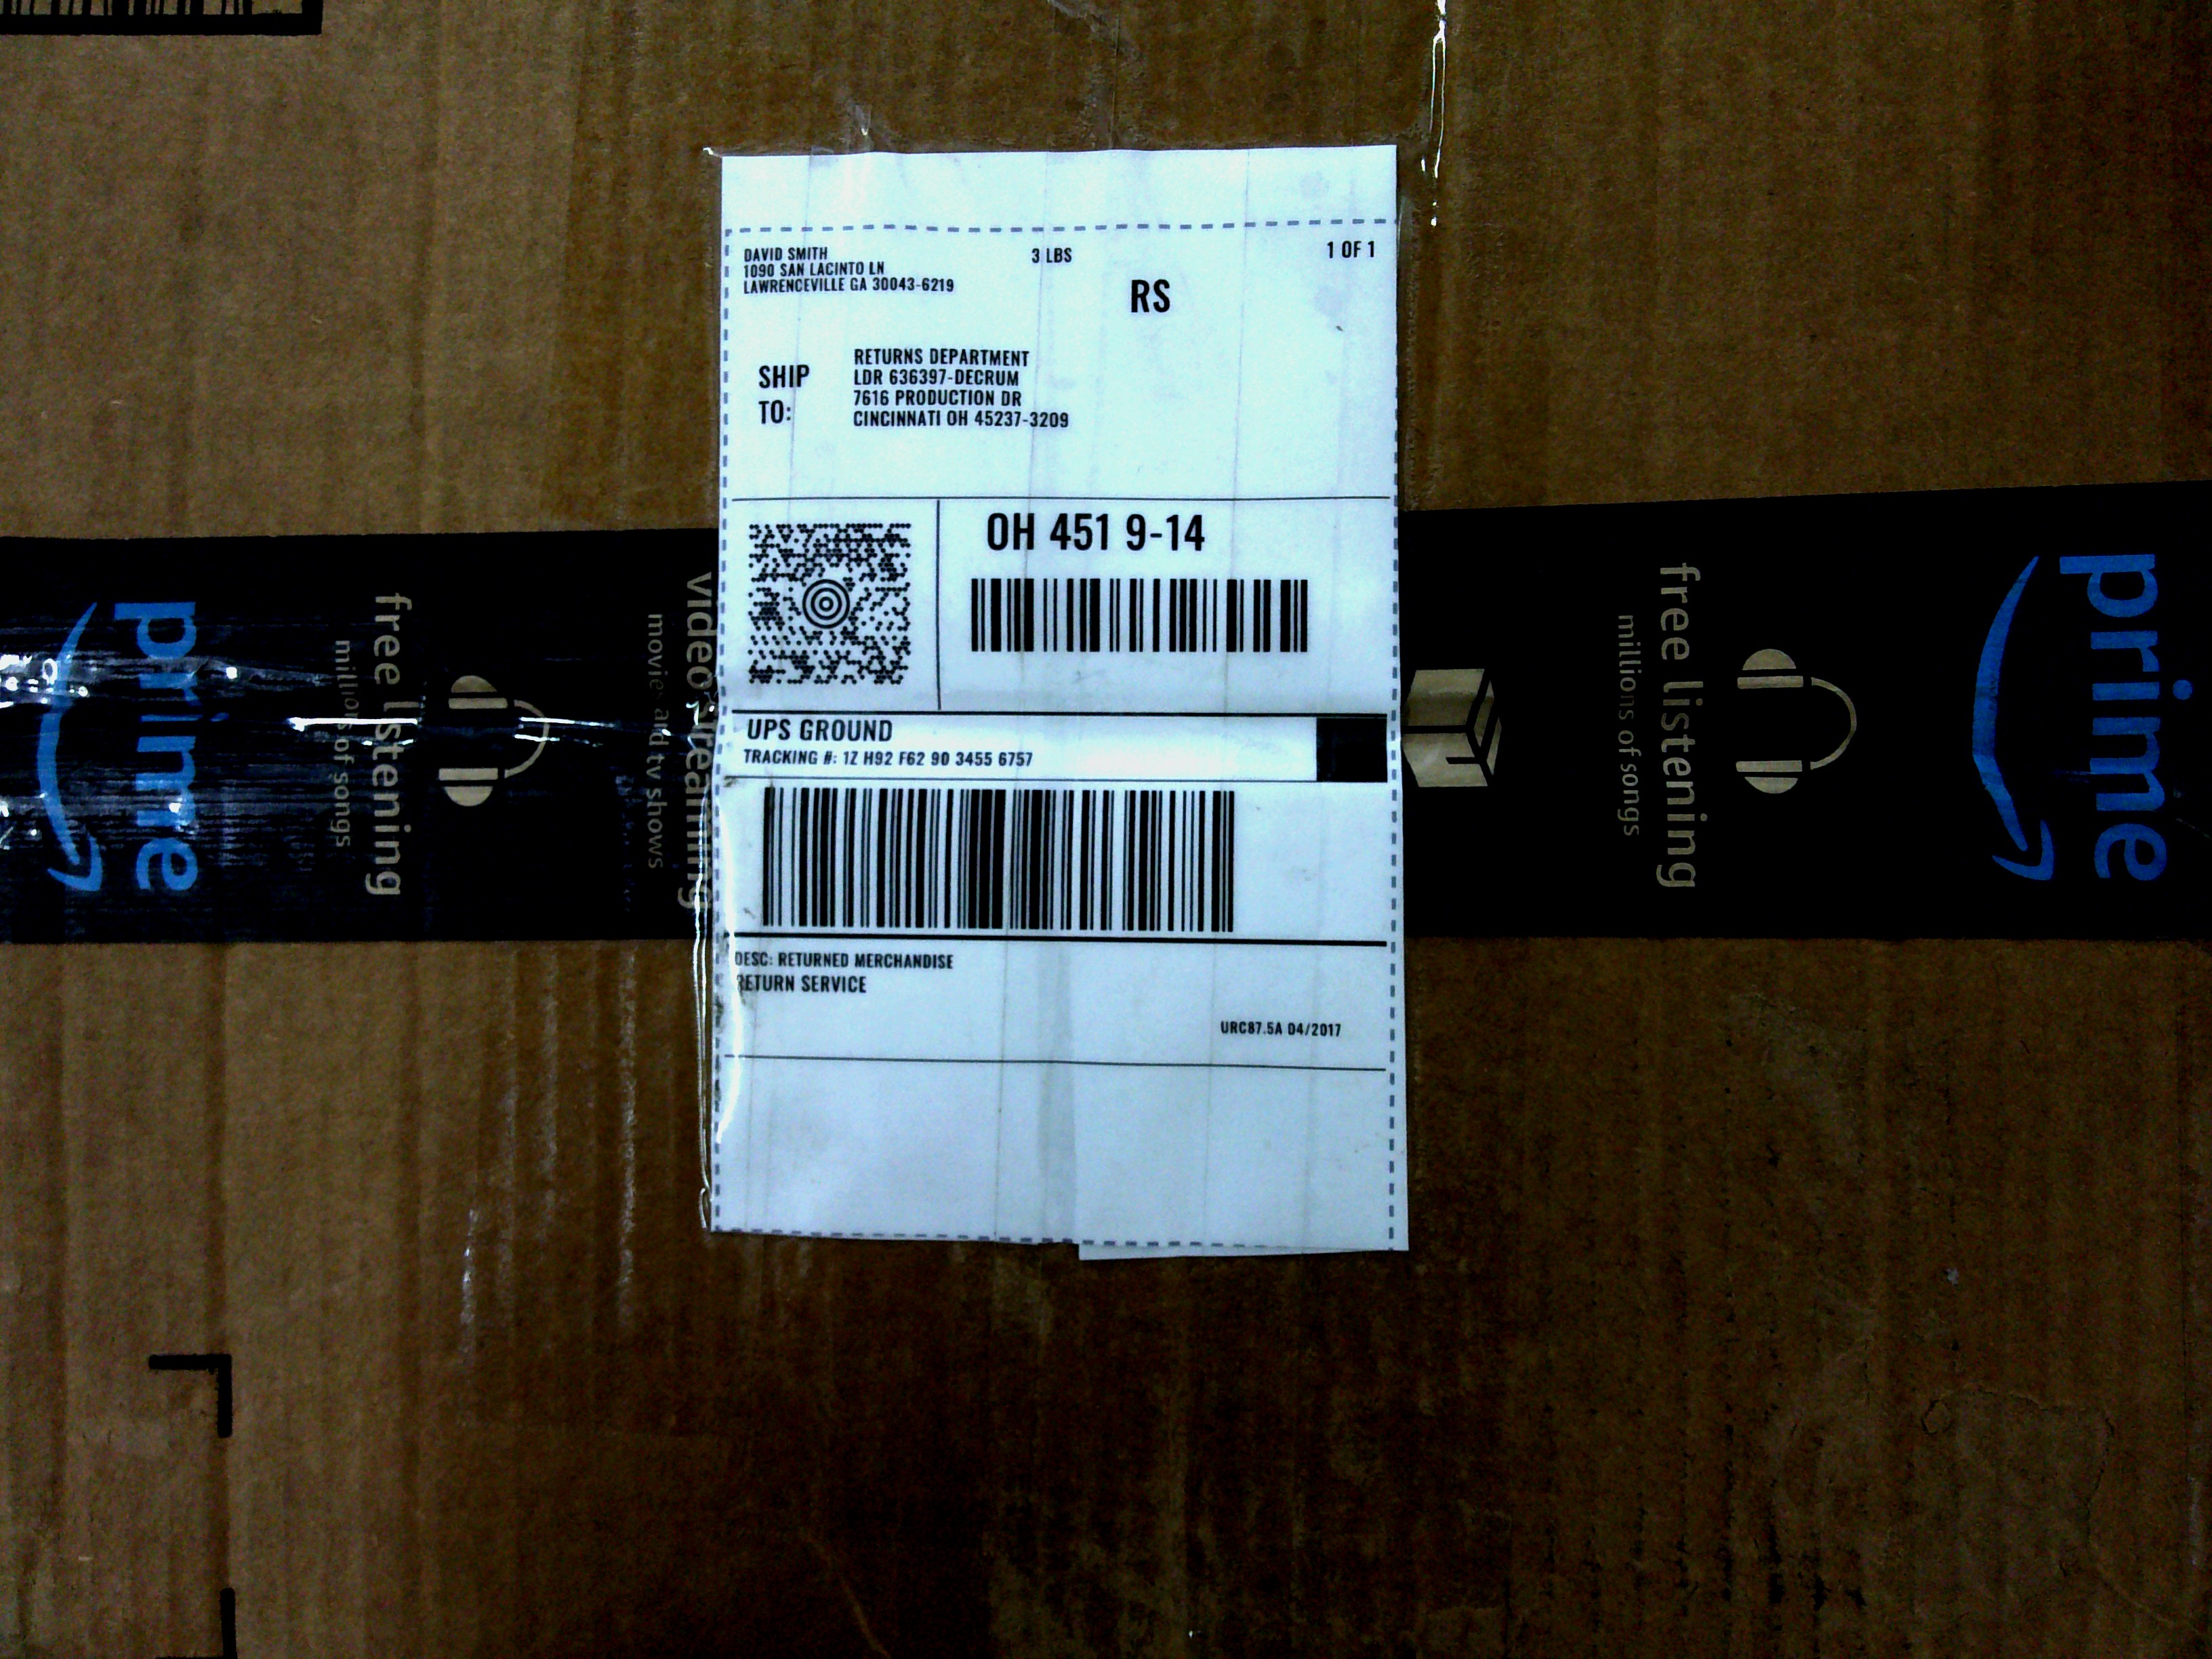 DAVID SMITH
1090 SAN LACINTO LN
LAWRENCEVILLE GA 30043-6219
3 LBS
1 OF 1
RS
SHIP
TO:
RETURNS DEPARTMENT
LDR 636397-DECRUM
7616 PRODUCTION DR
CINCINNATI OH 45237-3209
OH 451 9-14
UPS GROUND
TRACKING #: 1Z H92 F62 90 3455 6757
DESC: RETURNED MERCHANDISE
RETURN SERVICE
URC87.5A 04/2017
prime
free listening
millions of songs
video streaming
movie and tv shows
free listening
millions of songs
prime